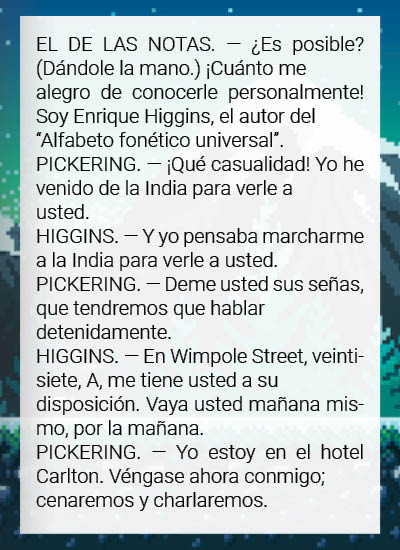 EL DE LAS NOTAS. — ¿Es posible?
(Dándole la mano.) ¡Cuánto me
alegro de conocerle personalmente!
Soy Enrique Higgins, el autor del
“Alfabeto fonético universal”.
PICKERING. — ¡Qué casualidad! Yo he
venido de la India para verle a
usted.
HIGGINS. — Y yo pensaba marcharme
a la India para verle a usted.
PICKERING. — Deme usted sus señas,
que tendremos que hablar
detenidamente.
HIGGINS. — En Wimpole Street, veinti-
siete, A, me tiene usted a su
disposición. Vaya usted mañana mis-
mo, por la mañana.
PICKERING. — Yo estoy en el hotel
Carlton. Véngase ahora conmigo;
cenaremos y charlaremos.